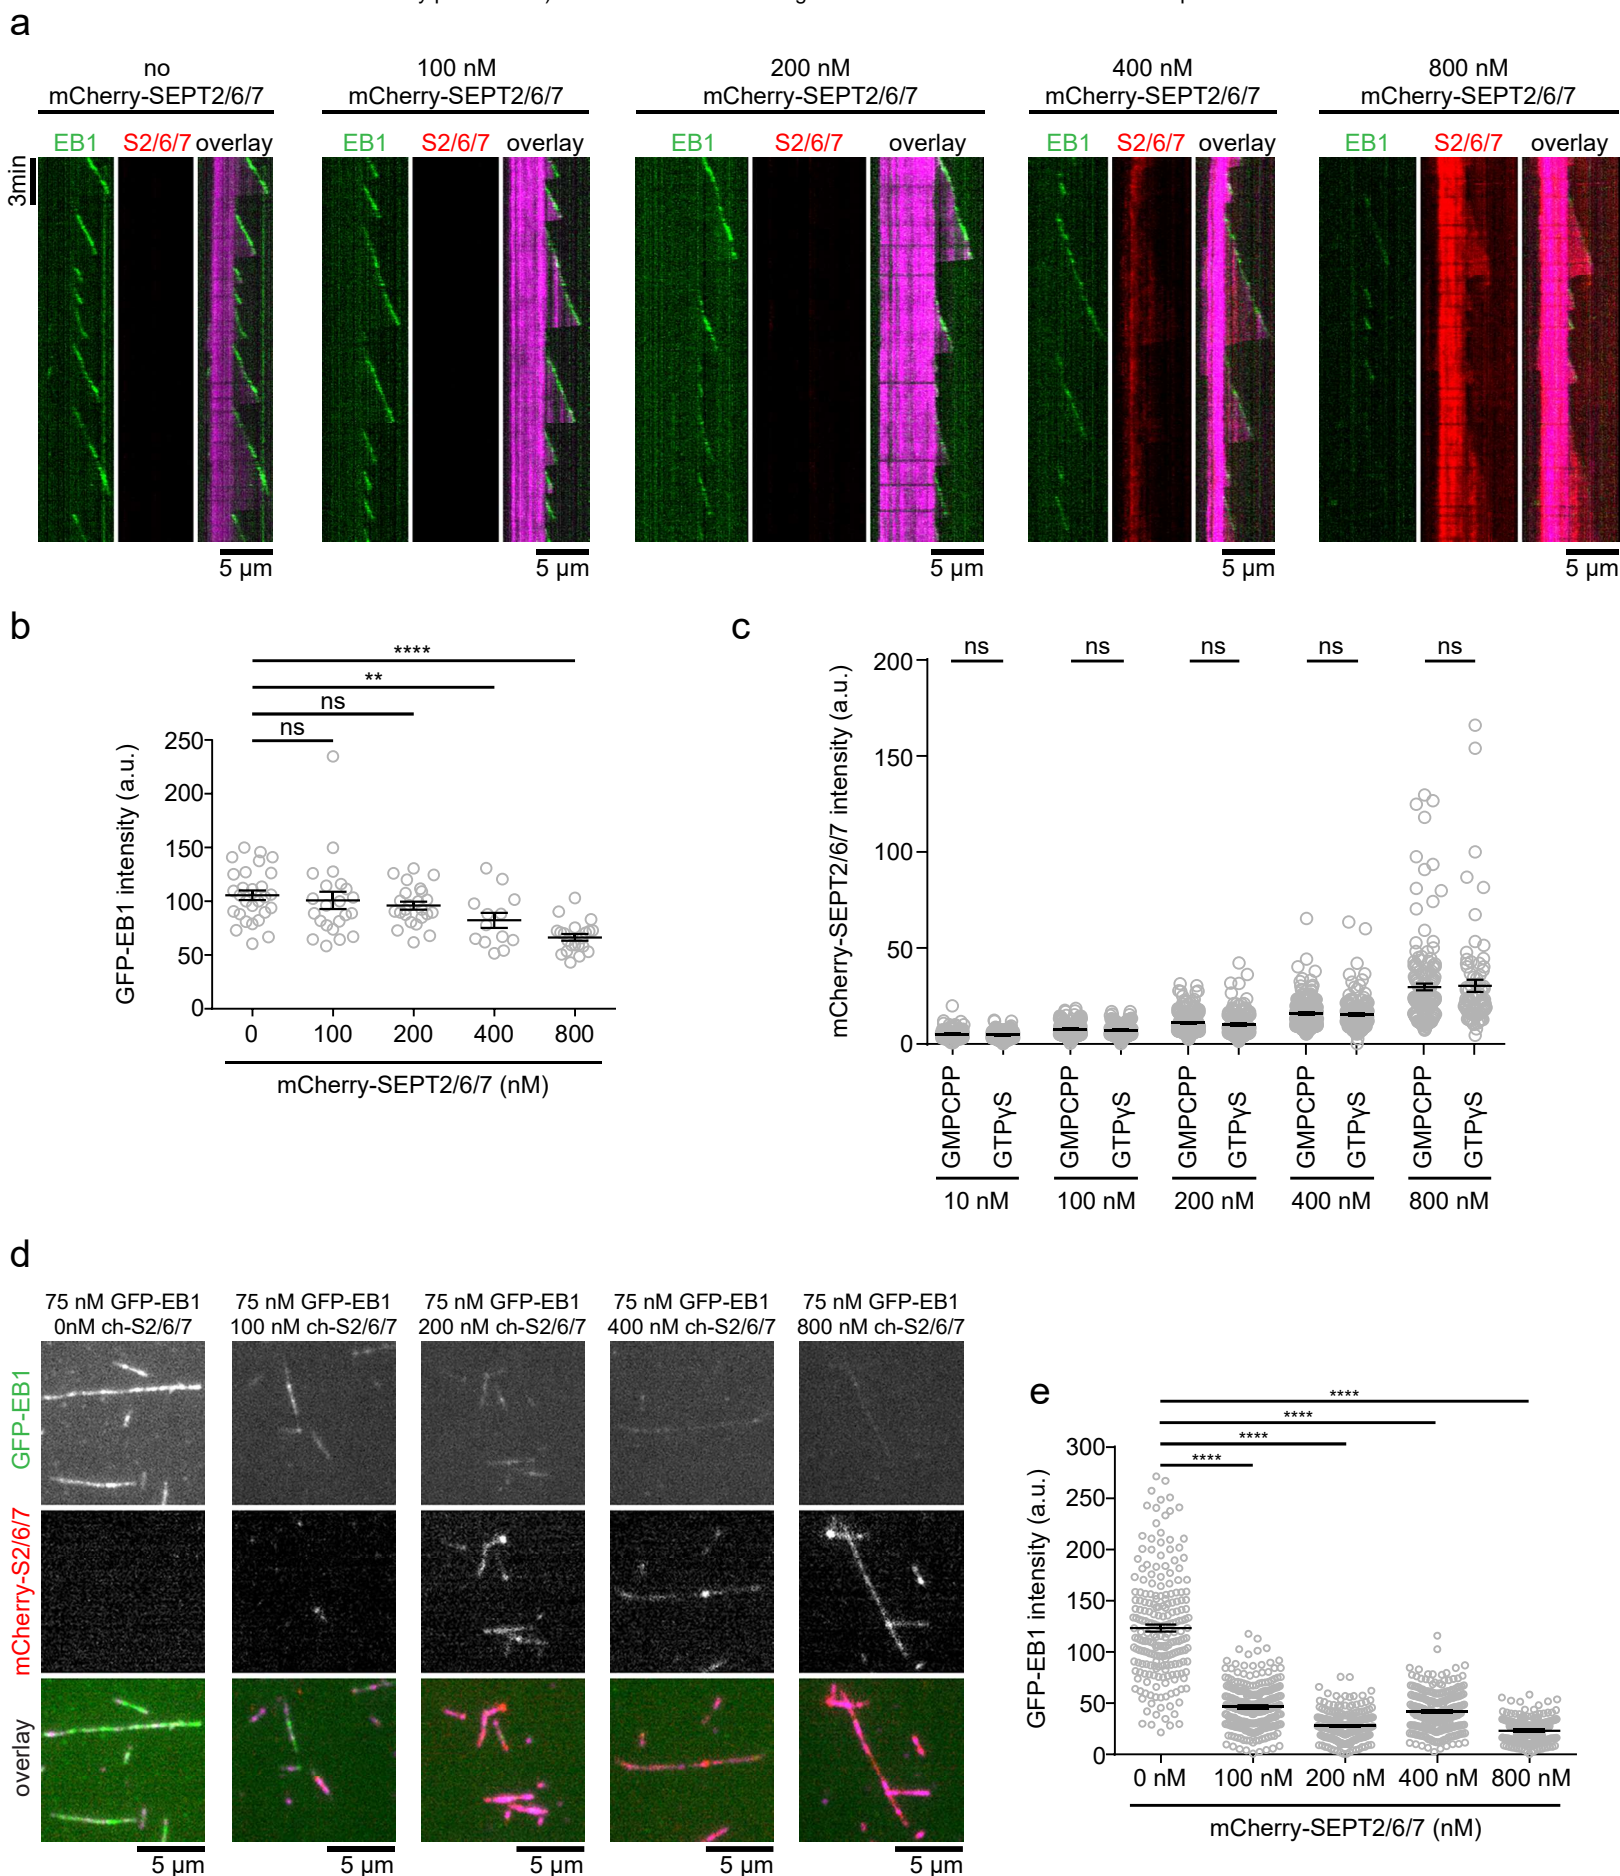 a
no
mCherry-SEPT2/6/7
100 nM
mCherry-SEPT2/6/7
200 nM
mCherry-SEPT2/6/7
400 nM
mCherry-SEPT2/6/7
800 nM
mCherry-SEPT2/6/7
EB1 S2/6/7 overlay
EB1 S2/6/7 overlay
EB1 S2/6/7 overlay
EB1 S2/6/7 overlay
EB1 S2/6/7 overlay
3min
5 µm
5 µm
5 µm
5 µm
5 µm
b
****
**
ns
ns
GFP-EB1 intensity (a.u.)
250
200
150
100
50
0
0 100 200 400 800
mCherry-SEPT2/6/7 (nM)
c
ns ns ns ns ns
mCherry-SEPT2/6/7 intensity (a.u.)
200
150
100
50
0
GMPCPP GTPγS GMPCPP GTPγS GMPCPP GTPγS GMPCPP GTPγS GMPCPP GTPγS
10 nM 100 nM 200 nM 400 nM 800 nM
d
75 nM GFP-EB1
0nM ch-S2/6/7
75 nM GFP-EB1
100 nM ch-S2/6/7
75 nM GFP-EB1
200 nM ch-S2/6/7
75 nM GFP-EB1
400 nM ch-S2/6/7
75 nM GFP-EB1
800 nM ch-S2/6/7
GFP-EB1
mCherry-S2/6/7
overlay
5 µm
5 µm
5 µm
5 µm
5 µm
e
****
****
****
****
GFP-EB1 intensity (a.u.)
300
250
200
150
100
50
0
0 nM 100 nM 200 nM 400 nM 800 nM
mCherry-SEPT2/6/7 (nM)